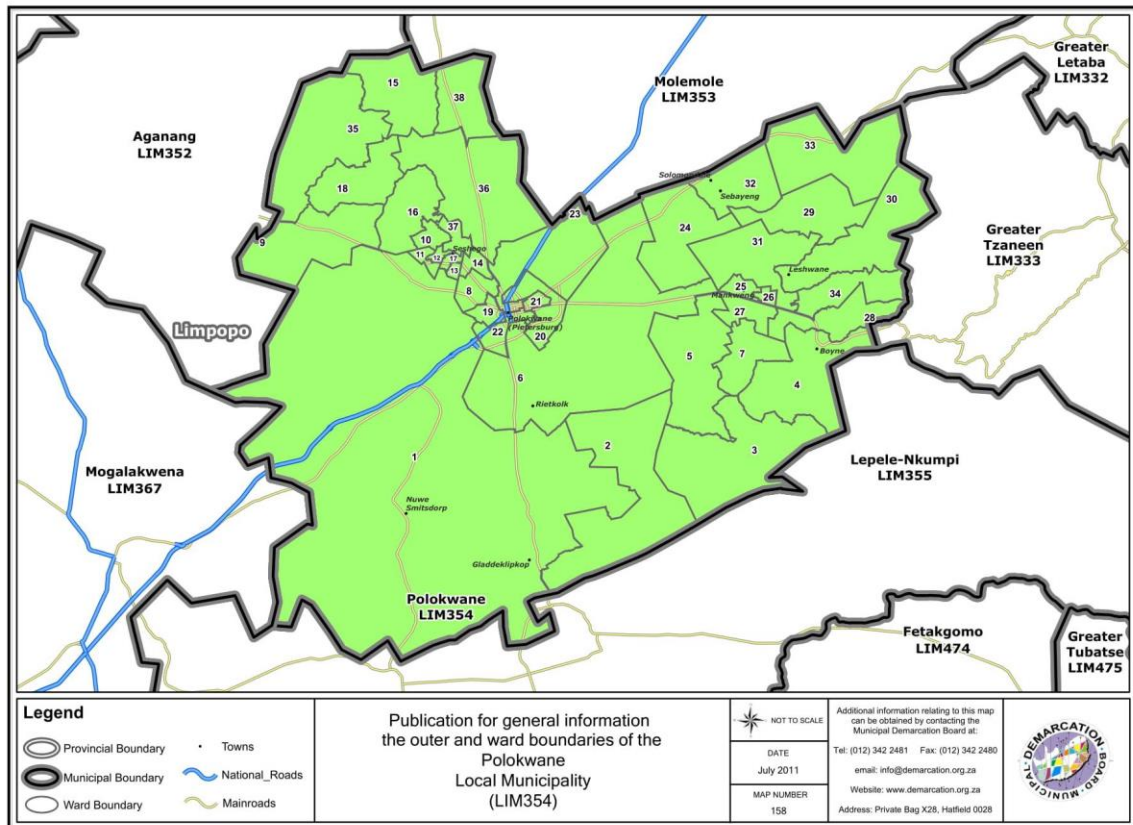 Greater
Letaba
LIM332
Molemole
LIM353
Aganang
LIM352
15
38
35
33
18
36
32
Sebayeng
16
23
29
30
24
37
9
10
Seshego
31
Greater
Tzaneen
LIM333
11
12
17
14
13
Leshwane
8
25
26
34
Mankweng
21
19
27
28
Limpopo
Polokwane
(Pietersburg)
22
20
Boyne
5
7
6
4
Rietkolk
2
3
1
Lepele-Nkumpi
LIM355
Mogalakwena
LIM367
Nuwe
Smitsdorp
Gladdeklipkop
Polokwane
LIM354
Fetakgomo
LIM474
Greater
Tubatse
LIM475
Legend
Provincial Boundary
Municipal Boundary
Ward Boundary
Towns
National_Roads
Mainroads
Publication for general information
the outer and ward boundaries of the
Polokwane
Local Municipality
(LIM354)
NOT TO SCALE
DATE
July 2011
MAP NUMBER
158
Additional information relating to this map
can be obtained by contacting the
Municipal Demarcation Board at:
Tel: (012) 342 2481 Fax: (012) 342 2480
email: info@demarcation.org.za
Website: www.demarcation.org.za
Address: Private Bag X28, Hatfield 0028
MUNICIPAL DEMARCATION BOARD